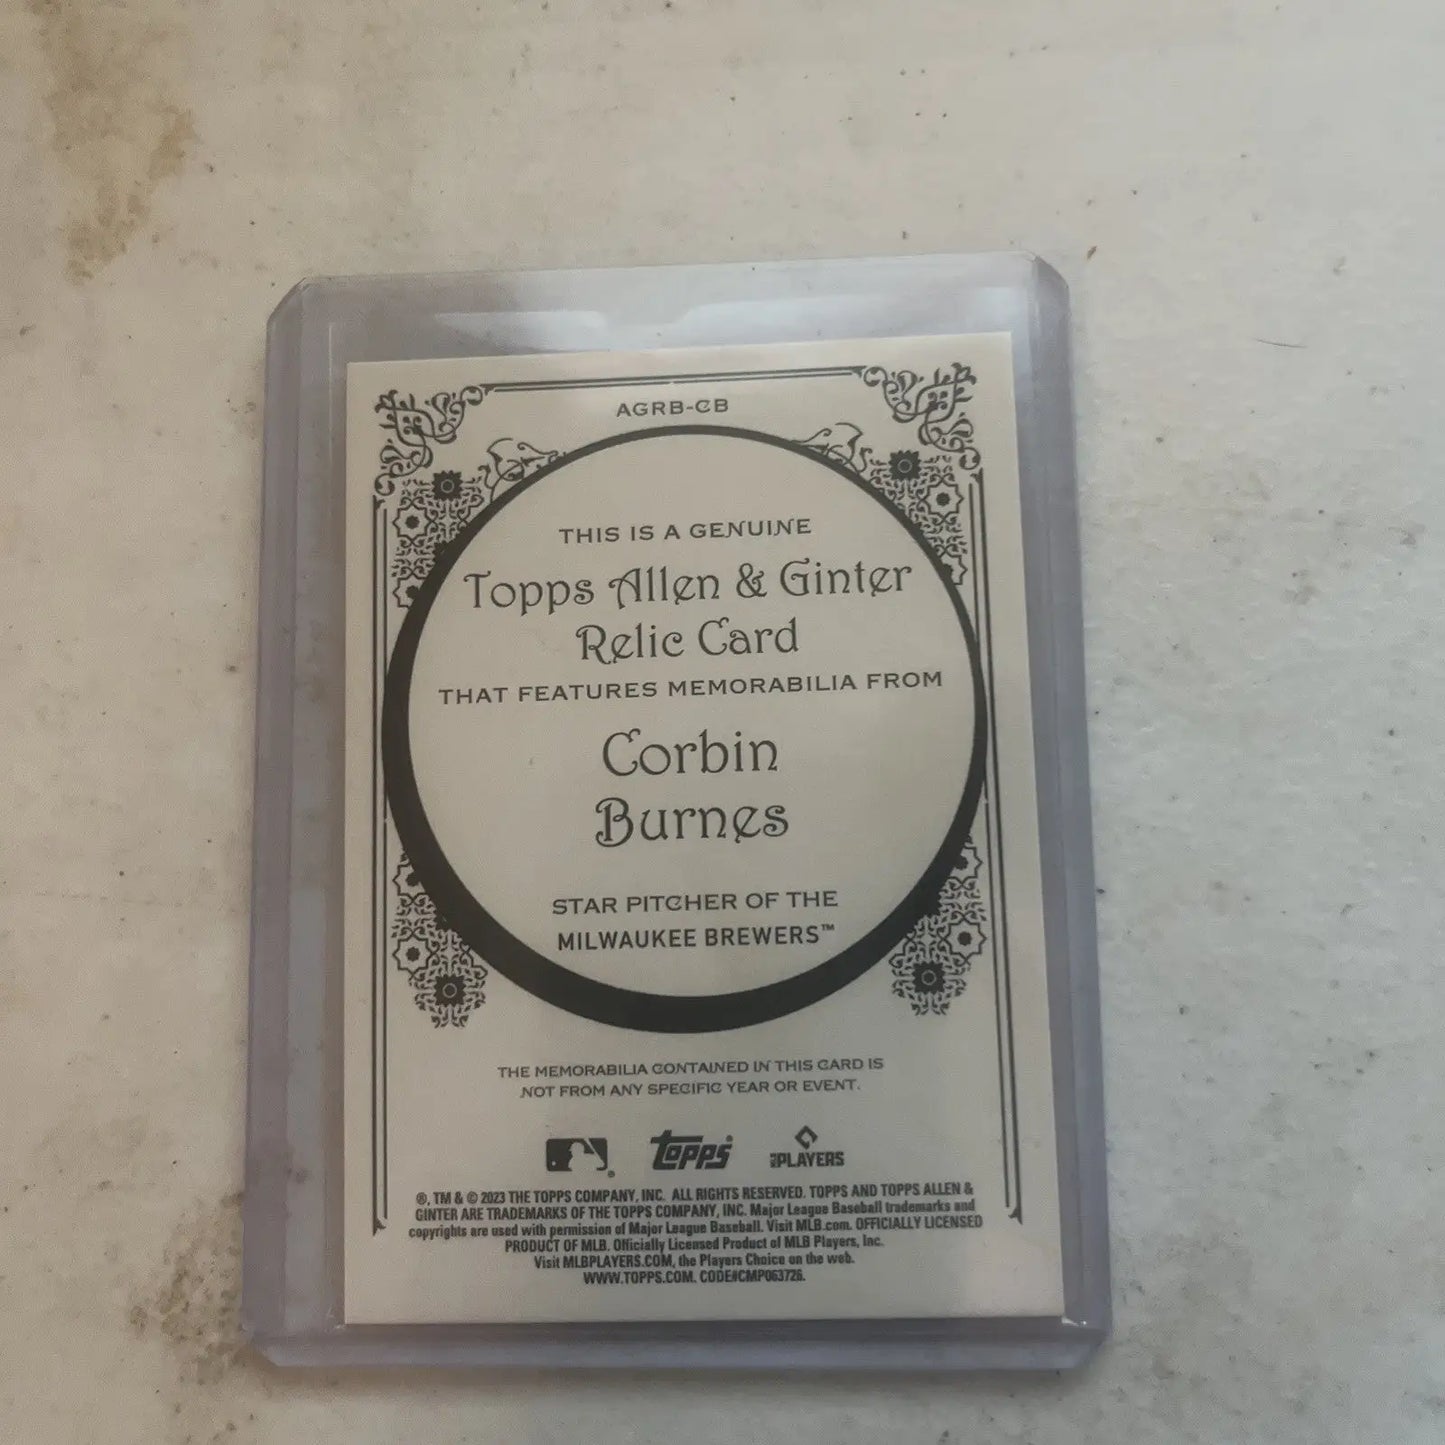 AGRB-CB
THIS IS A GENUINE
Topps Allen & Ginter
Relic Card
THAT FEATURES MEMORABILIA FROM
Corbin
Burnes
STAR PITCHER OF THE
MILWAUKEE BREWERS™
THE MEMORABILIA CONTAINED IN THIS CARD IS
NOT FROM ANY SPECIFIC YEAR OR EVENT.
topps
PLAYERS
®, TM & © 2023 THE TOPPS COMPANY, INC. ALL RIGHTS RESERVED. TOPPS AND TOPPS ALLEN &
GINTER ARE TRADEMARKS OF THE TOPPS COMPANY, INC. Major League Baseball trademarks and
copyrights are used with permission of Major League Baseball. Visit MLB.com. OFFICIALLY LICENSED
PRODUCT OF MLB. Officially Licensed Product of MLB Players, Inc.
Visit MLBPLAYERS.COM, the Players Choice on the web.
WWW.TOPPS.COM. CODE#CMP063726.